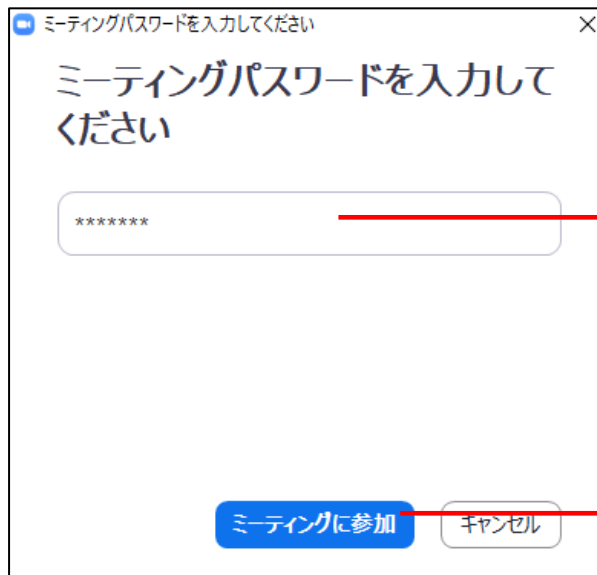 ミーティングパスワードを入力してください
ミーティングパスワードを入力して
ください
*******
ミーティングに参加
キャンセル